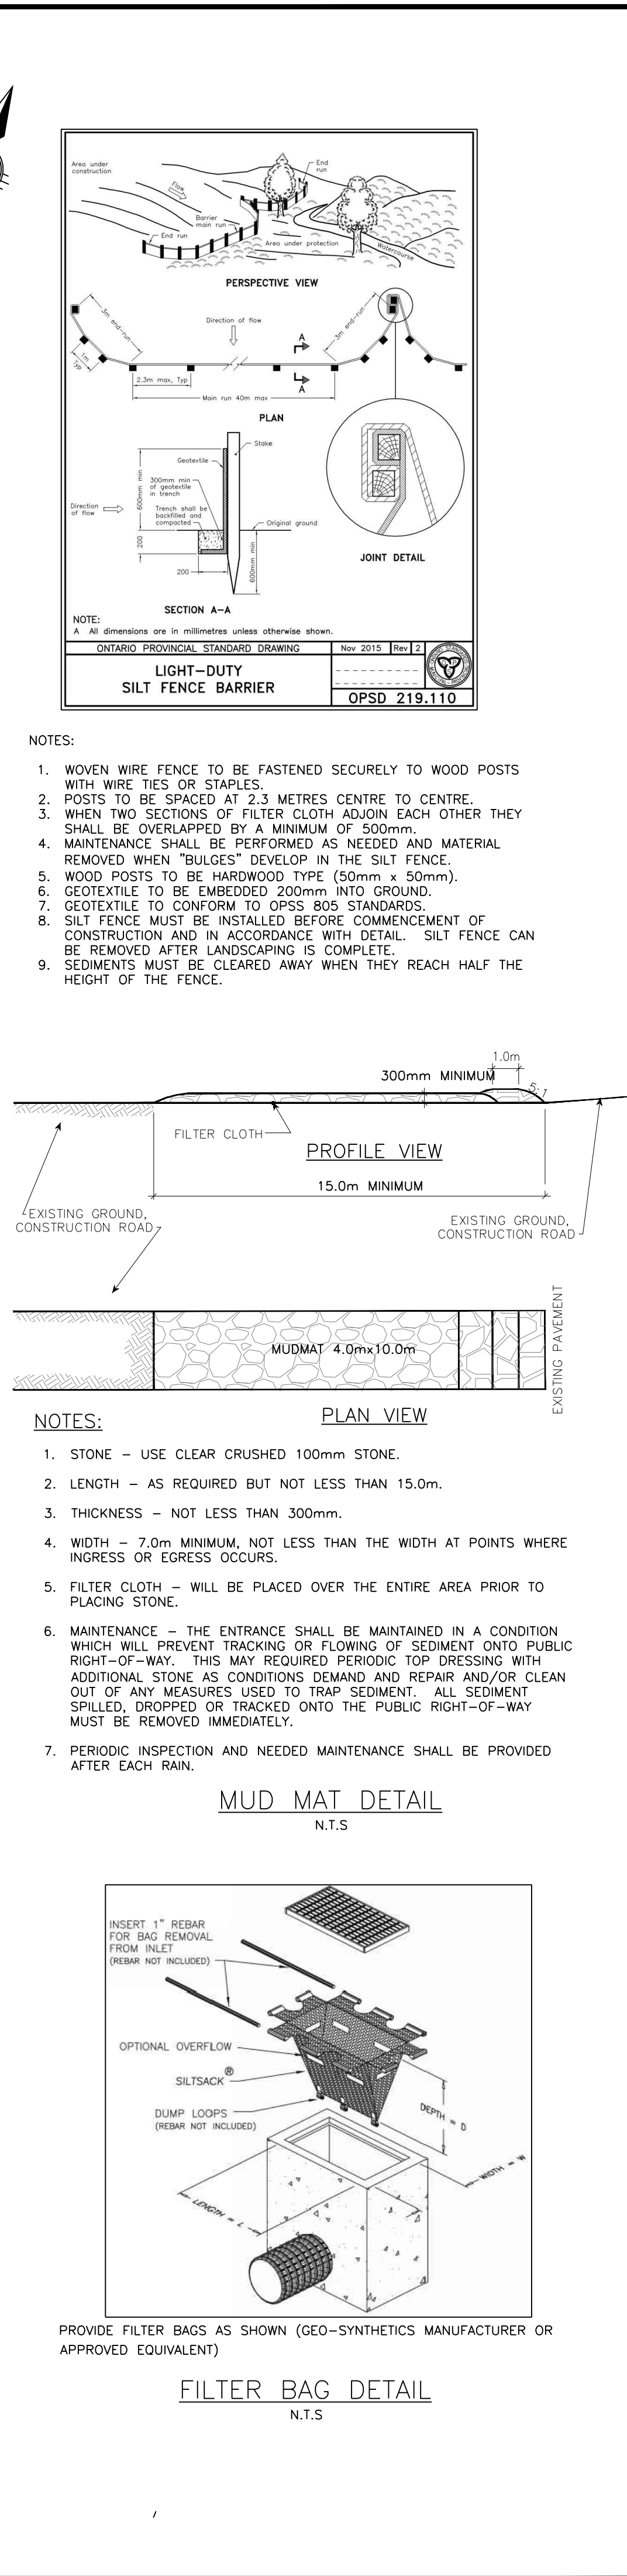 Area under
construction
Flow
End
run
Barrier
main run
End run
Area under protection
Watercourse
PERSPECTIVE VIEW
3m end-run
Direction of flow
3m end-run
A
1m
Typ
2.3m max, Typ
A
Main run 40m max
PLAN
Stake
Geotextile
300mm min
of geotextile
in trench
600mm min
Direction
of flow
Trench shall be
backfilled and
compacted
Original ground
200
600mm min
200
JOINT DETAIL
SECTION A-A
NOTE:
A All dimensions are in millimetres unless otherwise shown.
ONTARIO PROVINCIAL STANDARD DRAWING
Nov 2015 Rev 2
LIGHT-DUTY
SILT FENCE BARRIER
OPSD 219.110
NOTES:
1. WOVEN WIRE FENCE TO BE FASTENED SECURELY TO WOOD POSTS
WITH WIRE TIES OR STAPLES.
2. POSTS TO BE SPACED AT 2.3 METRES CENTRE TO CENTRE.
3. WHEN TWO SECTIONS OF FILTER CLOTH ADJOIN EACH OTHER THEY
SHALL BE OVERLAPPED BY A MINIMUM OF 500mm.
4. MAINTENANCE SHALL BE PERFORMED AS NEEDED AND MATERIAL
REMOVED WHEN "BULGES" DEVELOP IN THE SILT FENCE.
5. WOOD POSTS TO BE HARDWOOD TYPE (50mm x 50mm).
6. GEOTEXTILE TO BE EMBEDDED 200mm INTO GROUND.
7. GEOTEXTILE TO CONFORM TO OPSS 805 STANDARDS.
8. SILT FENCE MUST BE INSTALLED BEFORE COMMENCEMENT OF
CONSTRUCTION AND IN ACCORDANCE WITH DETAIL. SILT FENCE CAN
BE REMOVED AFTER LANDSCAPING IS COMPLETE.
9. SEDIMENTS MUST BE CLEARED AWAY WHEN THEY REACH HALF THE
HEIGHT OF THE FENCE.
1.0m
300mm MINIMUM
5:1
FILTER CLOTH
PROFILE VIEW
15.0m MINIMUM
EXISTING GROUND,
CONSTRUCTION ROAD
EXISTING GROUND,
CONSTRUCTION ROAD
MUDMAT 4.0mx10.0m
EXISTING PAVEMENT
PLAN VIEW
NOTES:
1. STONE - USE CLEAR CRUSHED 100mm STONE.
2. LENGTH - AS REQUIRED BUT NOT LESS THAN 15.0m.
3. THICKNESS - NOT LESS THAN 300mm.
4. WIDTH - 7.0m MINIMUM, NOT LESS THAN THE WIDTH AT POINTS WHERE
INGRESS OR EGRESS OCCURS.
5. FILTER CLOTH - WILL BE PLACED OVER THE ENTIRE AREA PRIOR TO
PLACING STONE.
6. MAINTENANCE - THE ENTRANCE SHALL BE MAINTAINED IN A CONDITION
WHICH WILL PREVENT TRACKING OR FLOWING OF SEDIMENT ONTO PUBLIC
RIGHT-OF-WAY. THIS MAY REQUIRED PERIODIC TOP DRESSING WITH
ADDITIONAL STONE AS CONDITIONS DEMAND AND REPAIR AND/OR CLEAN
OUT OF ANY MEASURES USED TO TRAP SEDIMENT. ALL SEDIMENT
SPILLED, DROPPED OR TRACKED ONTO THE PUBLIC RIGHT-OF-WAY
MUST BE REMOVED IMMEDIATELY.
7. PERIODIC INSPECTION AND NEEDED MAINTENANCE SHALL BE PROVIDED
AFTER EACH RAIN.
MUD MAT DETAIL
N.T.S
INSERT 1" REBAR
FOR BAG REMOVAL
FROM INLET
(REBAR NOT INCLUDED)
OPTIONAL OVERFLOW
SILTSACK®
DUMP LOOPS
(REBAR NOT INCLUDED)
DEPTH = D
WIDTH = W
LENGTH = L
PROVIDE FILTER BAGS AS SHOWN (GEO-SYNTHETICS MANUFACTURER OR
APPROVED EQUIVALENT)
FILTER BAG DETAIL
N.T.S